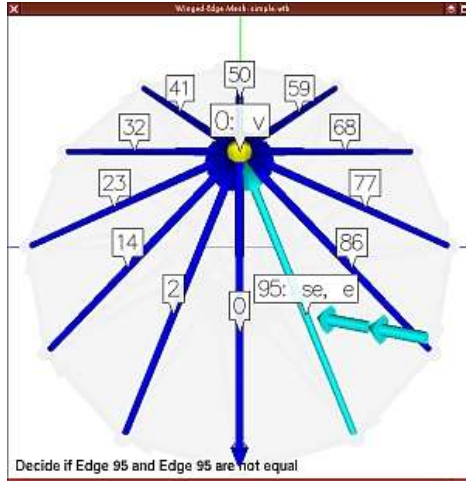 Winged-Edge Mesh: simple.wtb
50
41
59
0: v
32
68
23
77
14
86
2
0
95: se, e
Decide if Edge 95 and Edge 95 are not equal